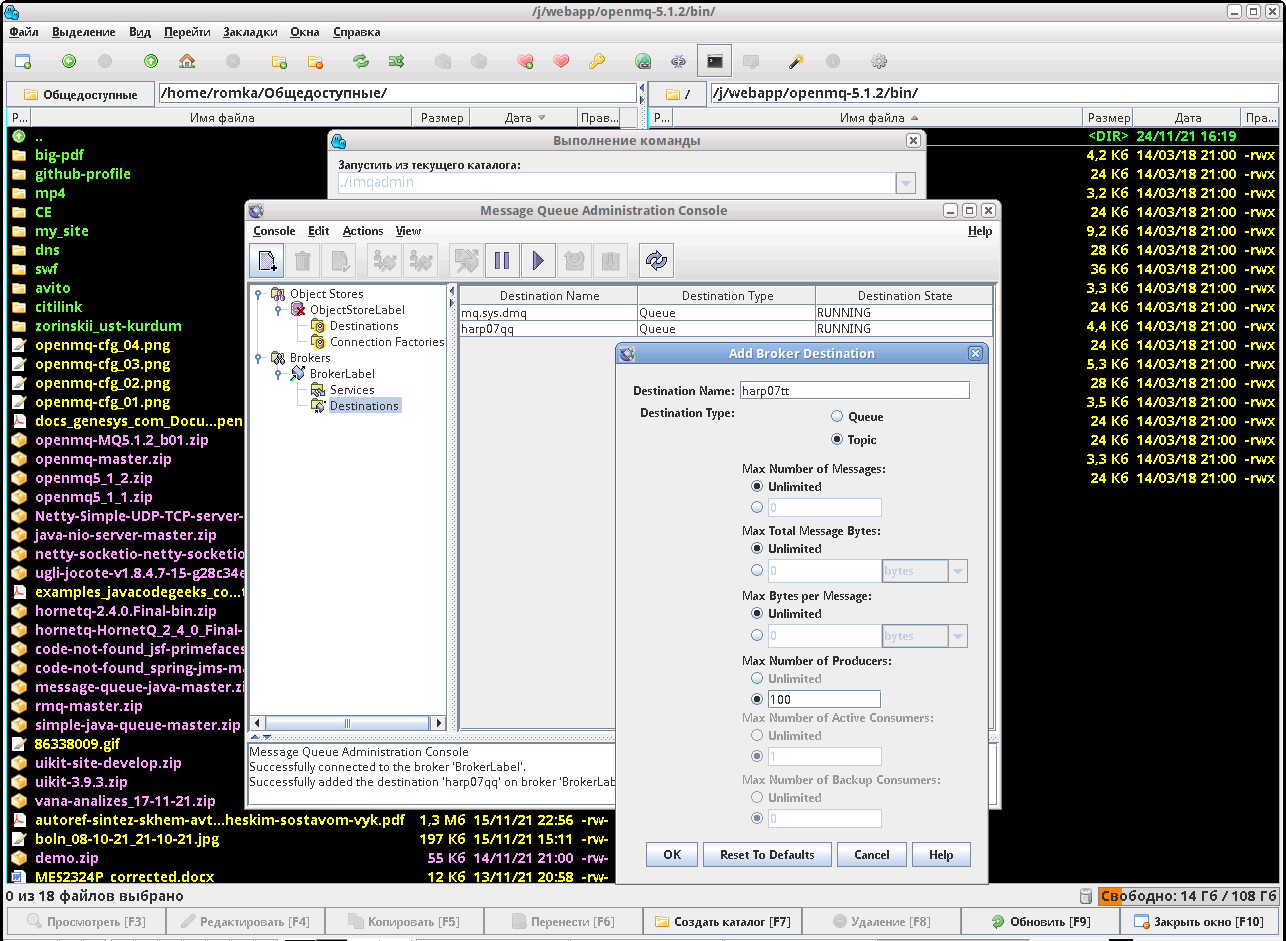 /j/webapp/openmq-5.1.2/bin/
Файл Выделение Вид Перейти Закладки Окна Справка
Общедоступные /home/romka/Общедоступные/ / /j/webapp/openmq-5.1.2/bin/
Р... Имя файла Размер Дата Прав... Р... Имя файла Размер Дата Пра...
.. <DIR> 24/11/21 16:19
big-pdf 4,2 Кб 14/03/18 21:00 -rwx
github-profile 24 Кб 14/03/18 21:00 -rwx
mp4 3,2 Кб 14/03/18 21:00 -rwx
CE 24 Кб 14/03/18 21:00 -rwx
my_site 9,2 Кб 14/03/18 21:00 -rwx
dns 28 Кб 14/03/18 21:00 -rwx
swf 36 Кб 14/03/18 21:00 -rwx
avito 3,3 Кб 14/03/18 21:00 -rwx
citilink 24 Кб 14/03/18 21:00 -rwx
zorinskii_ust-kurdum 4,4 Кб 14/03/18 21:00 -rwx
openmq-cfg_04.png 24 Кб 14/03/18 21:00 -rwx
openmq-cfg_03.png 5,3 Кб 14/03/18 21:00 -rwx
openmq-cfg_02.png 28 Кб 14/03/18 21:00 -rwx
openmq-cfg_01.png 3,5 Кб 14/03/18 21:00 -rwx
docs_genesys_com_Docu...pen 24 Кб 14/03/18 21:00 -rwx
openmq-MQ5.1.2_b01.zip 24 Кб 14/03/18 21:00 -rwx
openmq-master.zip 3,3 Кб 14/03/18 21:00 -rwx
openmq5_1_2.zip 24 Кб 14/03/18 21:00 -rwx
openmq5_1_1.zip
Netty-Simple-UDP-TCP-server-
java-nio-server-master.zip
netty-socketio-netty-socketio
ugli-jocote-v1.8.4.7-15-g28c34e
examples_javacodegeeks_co...t
hornetq-2.4.0.Final-bin.zip
hornetq-HornetQ_2_4_0_Final-
code-not-found_jsf-primefaces
code-not-found_spring-jms-m
message-queue-java-master.zi
rmq-master.zip
simple-java-queue-master.zip
86338009.gif
uikit-site-develop.zip
uikit-3.9.3.zip
vana-analizes_17-11-21.zip
autoref-sintez-skhem-avt...heskim-sostavom-vyk.pdf 1,3 Мб 15/11/21 22:56 -rw-
boln_08-10-21_21-10-21.jpg 197 Кб 15/11/21 15:11 -rw-
demo.zip 55 Кб 14/11/21 21:00 -rw-
MES2324P_corrected.docx 12 Кб 13/11/21 20:58 -rw-
Выполнение команды
Запустить из текущего каталога:
./imqadmin
Message Queue Administration Console
Console Edit Actions View Help
Object Stores
ObjectStoreLabel
Destinations
Connection Factories
Brokers
BrokerLabel
Services
Destinations
Destination Name Destination Type Destination State
mq.sys.dmq Queue RUNNING
harp07qq Queue RUNNING
Message Queue Administration Console
Successfully connected to the broker 'BrokerLabel'.
Successfully added the destination 'harp07qq' on broker 'BrokerLab
Add Broker Destination
Destination Name: harp07tt
Destination Type: Queue
Topic
Max Number of Messages:
Unlimited
0
Max Total Message Bytes:
Unlimited
0 bytes
Max Bytes per Message:
Unlimited
0 bytes
Max Number of Producers:
Unlimited
100
Max Number of Active Consumers:
Unlimited
1
Max Number of Backup Consumers:
Unlimited
0
OK Reset To Defaults Cancel Help
0 из 18 файлов выбрано Свободно: 14 Гб / 108 Гб
Просмотреть [F3] Редактировать [F4] Копировать [F5] Перенести [F6] Создать каталог [F7] Удаление [F8] Обновить [F9] Закрыть окно [F10]